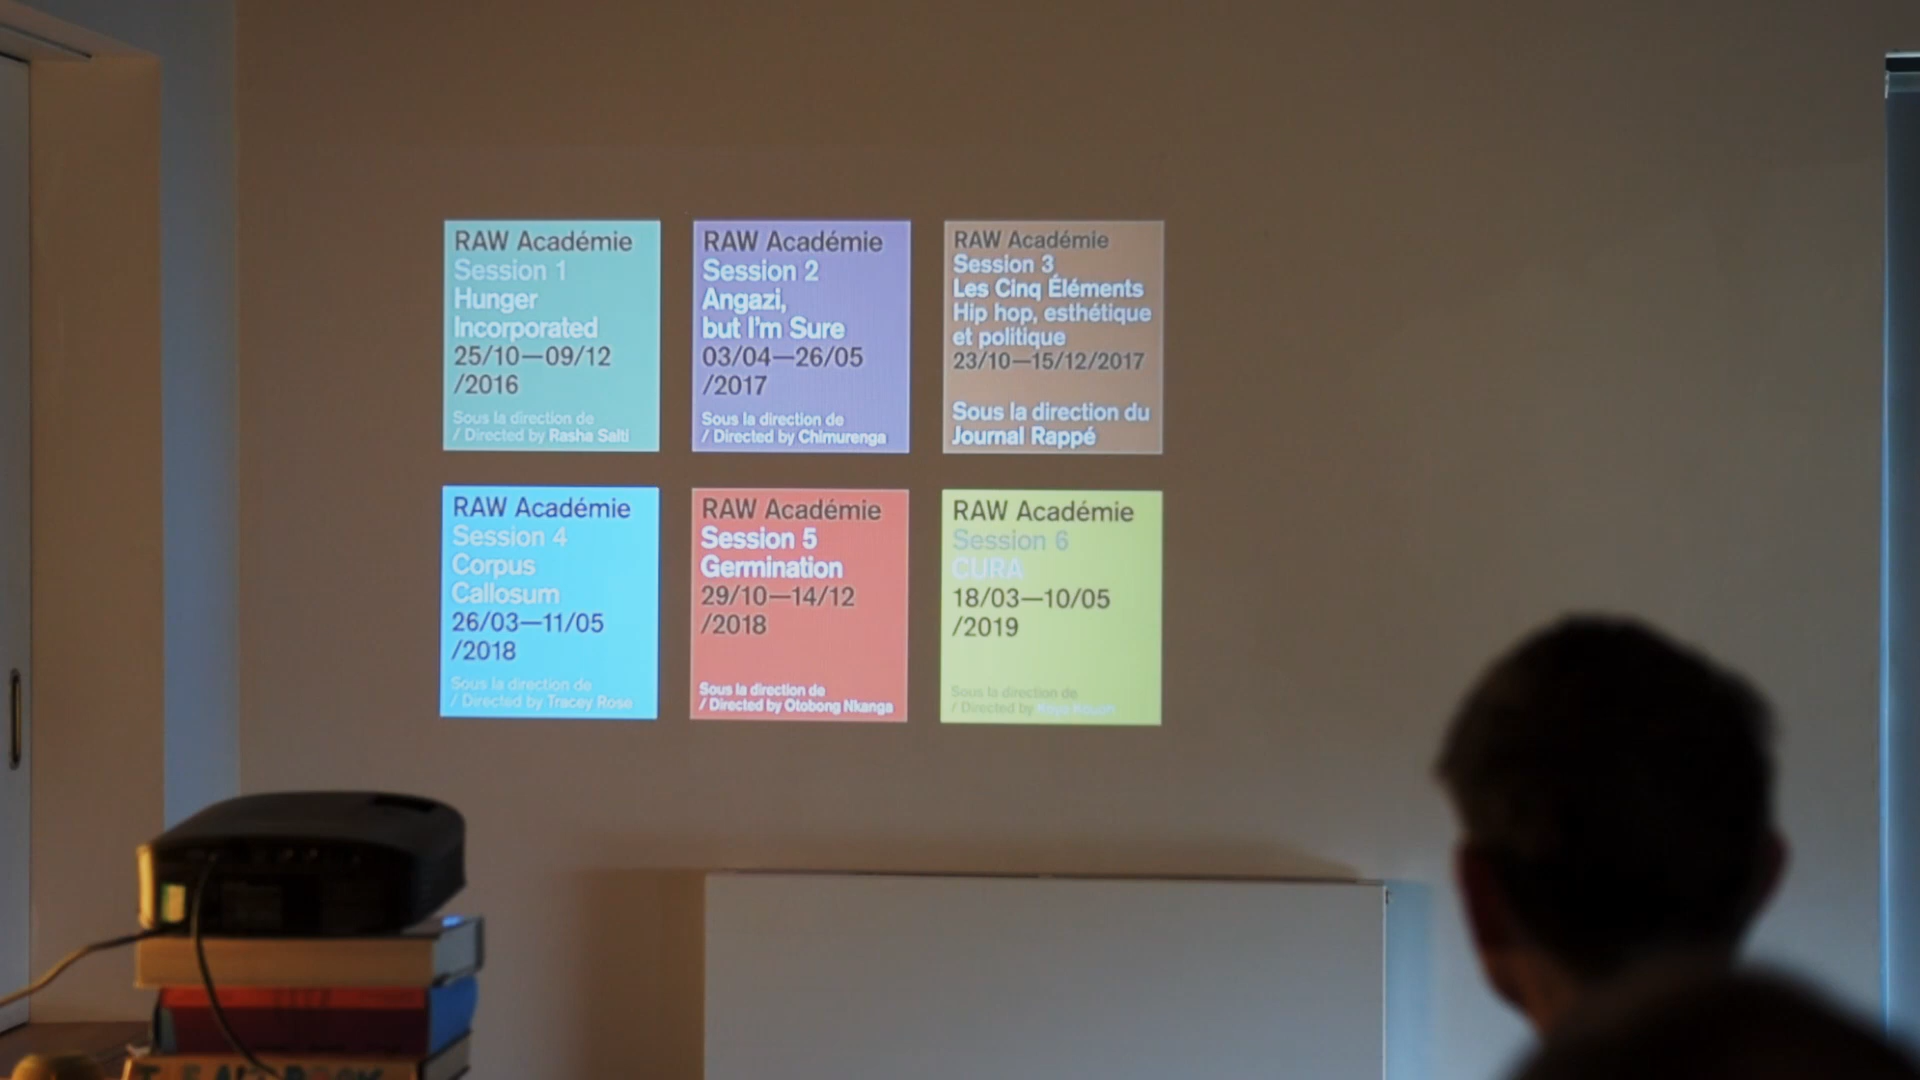 RAW Académie
Session 1
Hunger
Incorporated
25/10—09/12
/2016
Sous la direction de
/ Directed by Rasha Salti
RAW Académie
Session 2
Angazi,
but I'm Sure
03/04—26/05
/2017
Sous la direction de
/ Directed by Chimurenga
RAW Académie
Session 3
Les Cinq Éléments
Hip hop, esthétique
et politique
23/10—15/12/2017
Sous la direction du
Journal Rappé
RAW Académie
Session 4
Corpus
Callosum
26/03—11/05
/2018
Sous la direction de
/ Directed by Tracey Rose
RAW Académie
Session 5
Germination
29/10—14/12
/2018
Sous la direction de
/ Directed by Otobong Nkanga
RAW Académie
Session 6
CURA
18/03—10/05
/2019
Sous la direction de
/ Directed by